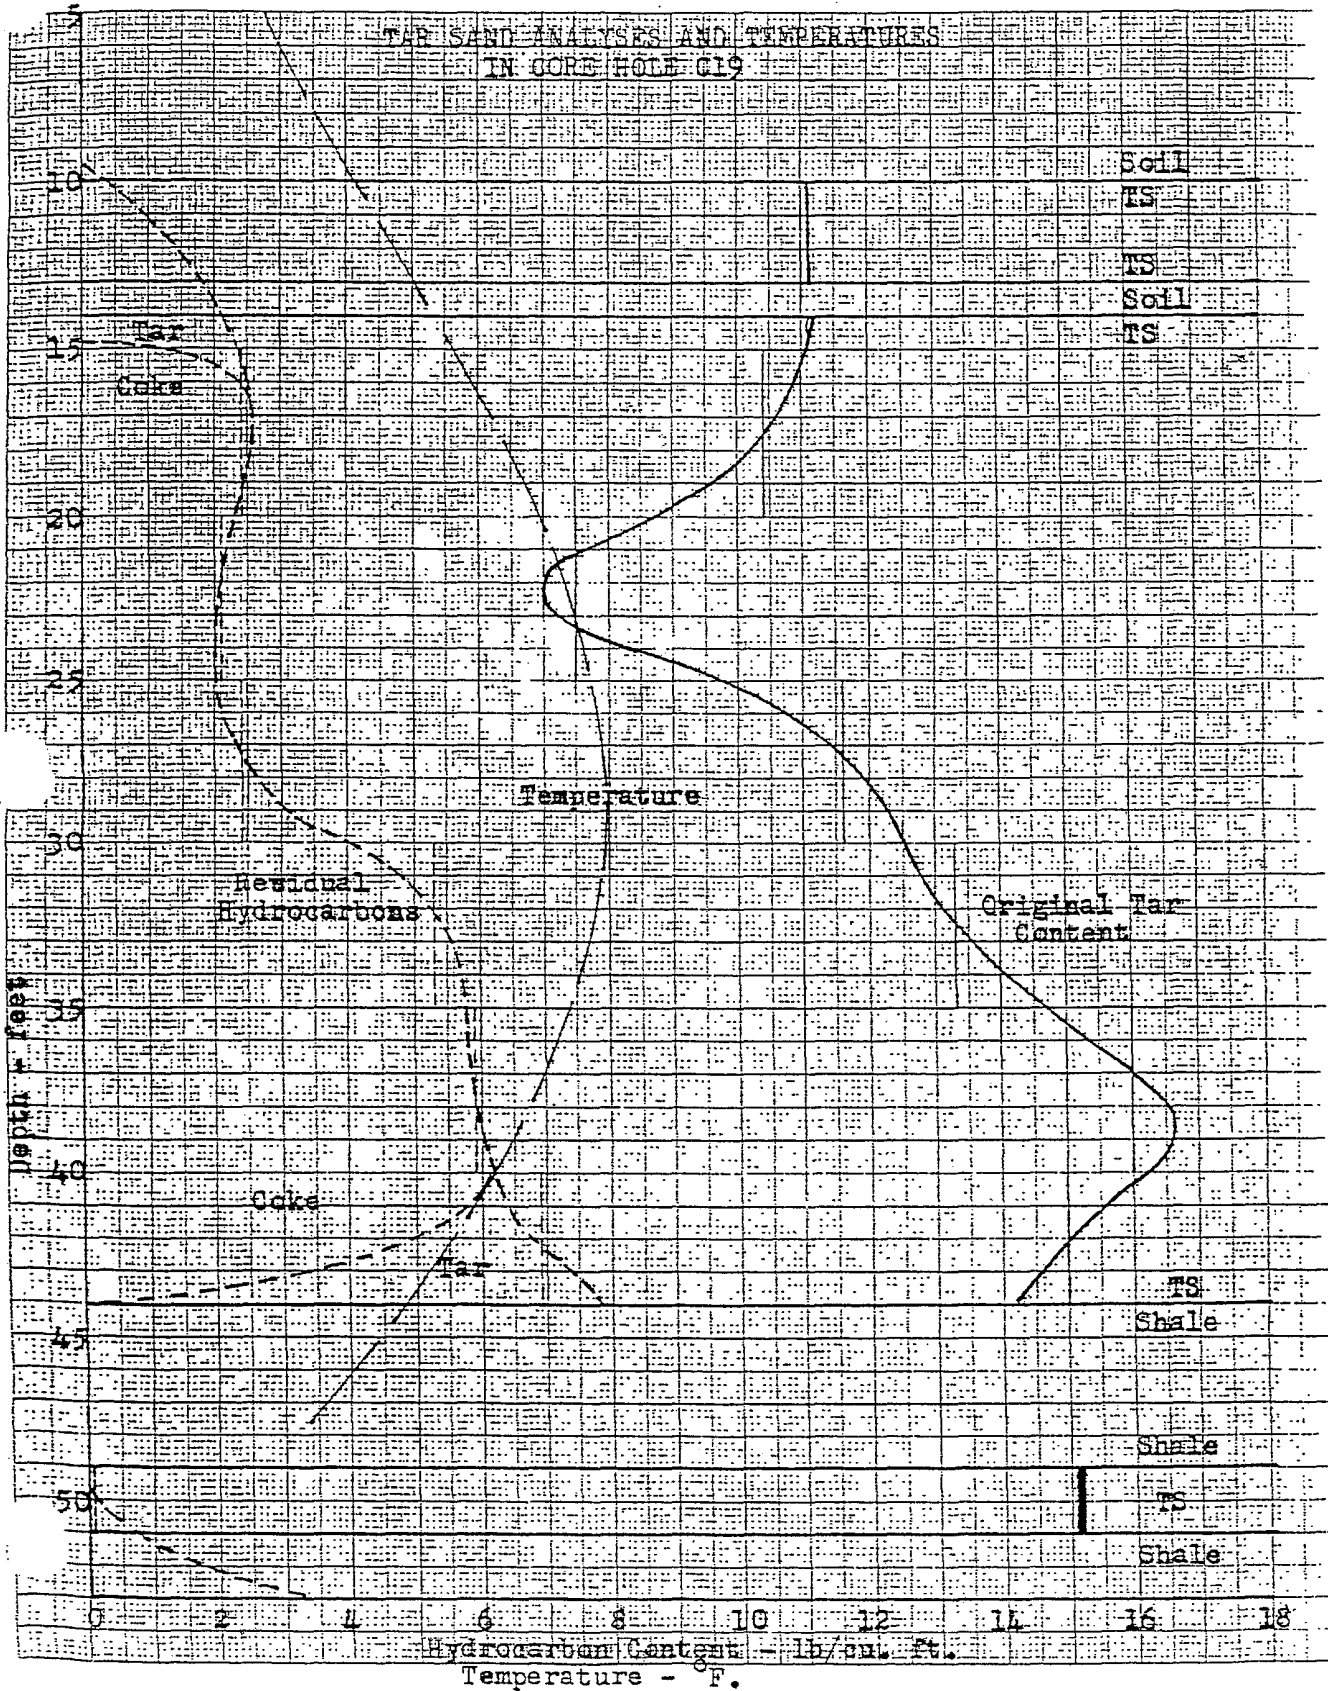 5
TAR SAND ANALYSES AND TEMPERATURES
IN CORE HOLE C19
Soil
10
TS
TS
Soil
Tar
TS
15
Coke
20
25
Temperature
30
Residual
Hydrocarbons
Original Tar
Content
Depth - feet
35
40
Coke
Tar
TS
Shale
45
Shale
50
TS
Shale
0 2 4 6 8 10 12 14 16 18
Hydrocarbon Content - lb/cu. ft.
Temperature - °F.